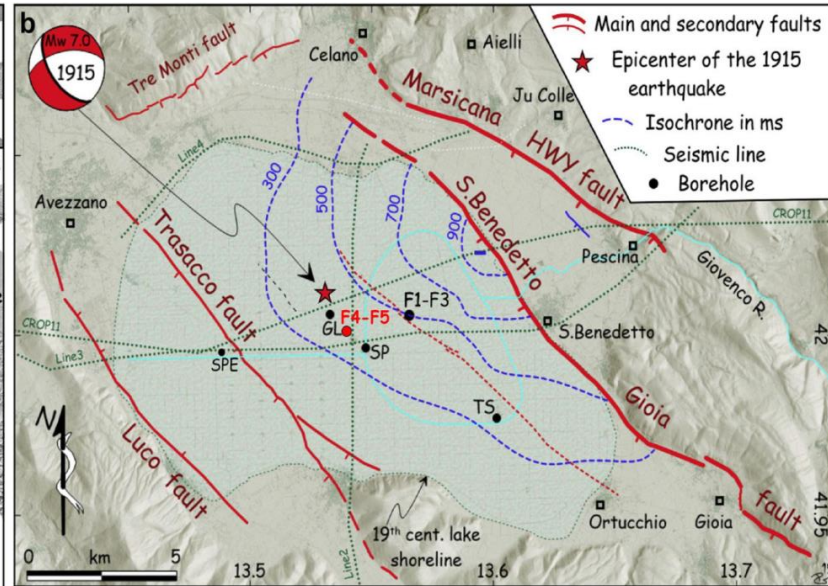 b
Mw 7.0
1915
Tre Monti fault
Celano
Aielli
Ju Colle
Marsicana
HWY fault
Main and secondary faults
Epicenter of the 1915
earthquake
Isochrone in ms
Seismic line
Borehole
Line4
300
500
700
900
S.Benedetto
CROP11
Avezzano
Trasacco fault
Pescina
Giovenco R.
F1-F3
F4-F5
GL
SP
S.Benedetto
42
CROP11
Line3
SPE
TS
Gioia
fault
N
Luco fault
19th cent. lake
shoreline
Ortucchio
Gioia
41.95
0 km 5
13.5
Line2
13.6
13.7